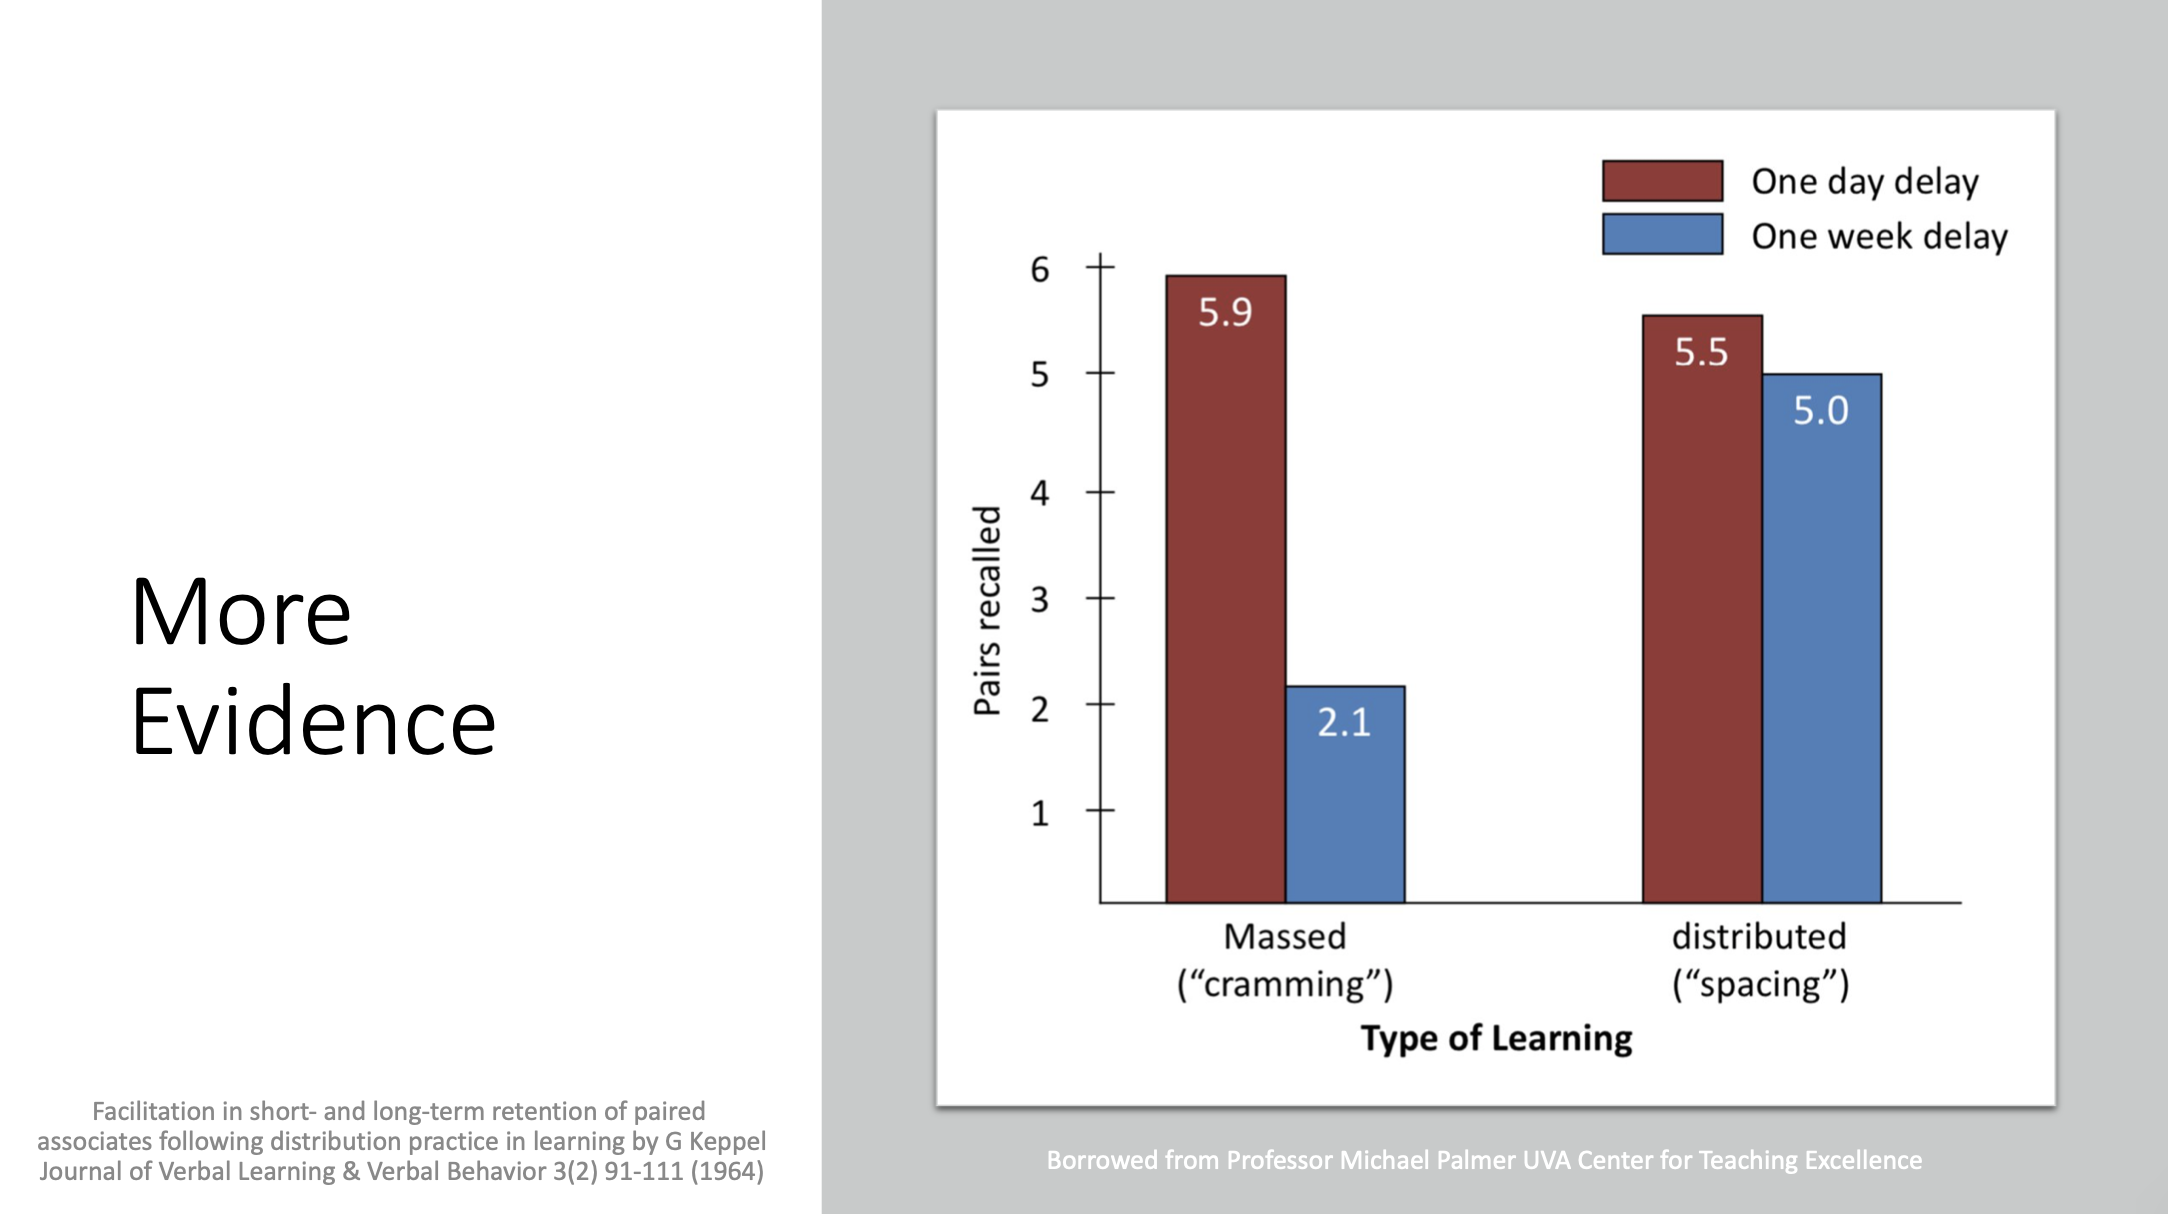 More
Evidence
Facilitation in short- and long-term retention of paired
associates following distribution practice in learning by G Keppel
Journal of Verbal Learning & Verbal Behavior 3(2) 91-111 (1964)
One day delay
One week delay
6
5
4
3
2
1
Pairs recalled
5.9
2.1
5.5
5.0
Massed
(“cramming”)
distributed
(“spacing”)
Type of Learning
Borrowed from Professor Michael Palmer UVA Center for Teaching Excellence